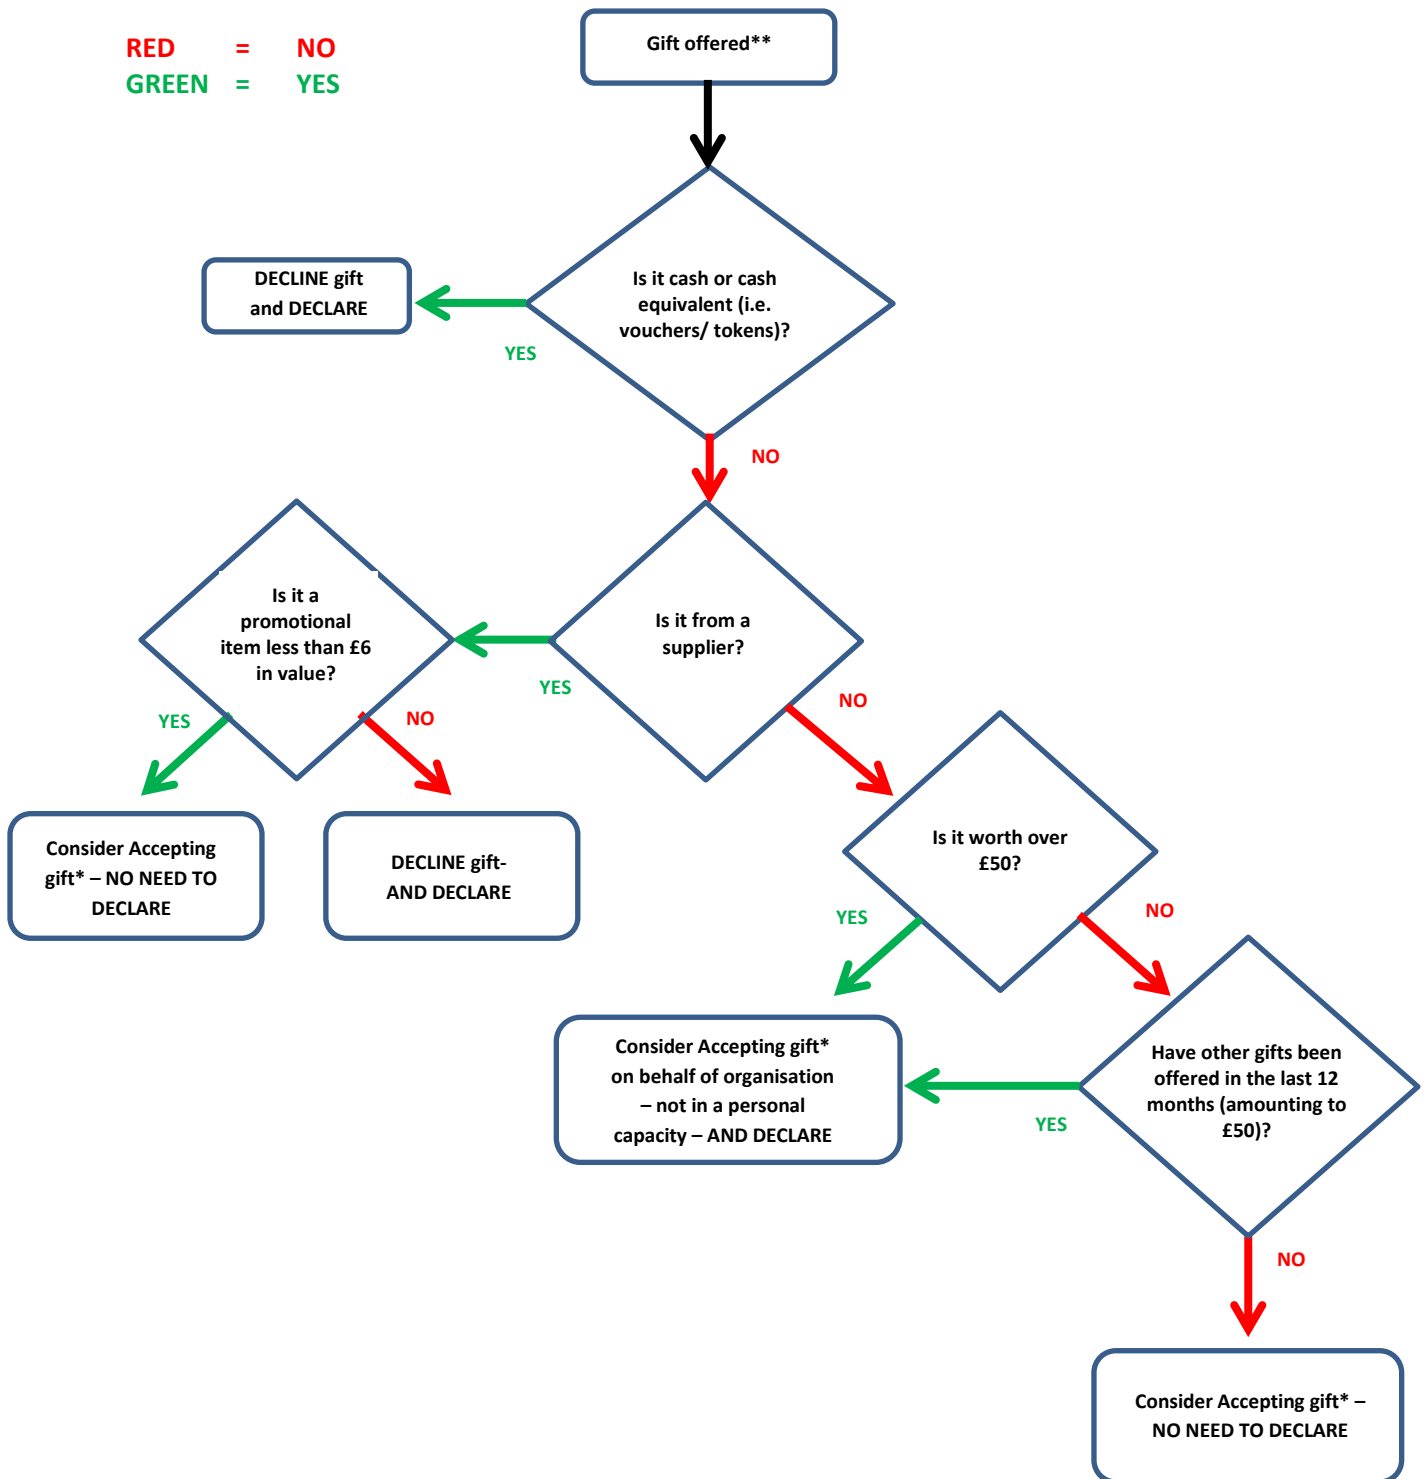 RED = NO
GREEN = YES
Gift offered**
Is it cash or cash
equivalent (i.e.
vouchers/ tokens)?
DECLINE gift
and DECLARE
YES
NO
Is it from a
supplier?
YES
NO
Is it a
promotional
item less than £6
in value?
YES
NO
Consider Accepting
gift* – NO NEED TO
DECLARE
DECLINE gift-
AND DECLARE
Is it worth over
£50?
YES
NO
Consider Accepting gift*
on behalf of organisation
– not in a personal
capacity – AND DECLARE
Have other gifts been
offered in the last 12
months (amounting to
£50)?
YES
NO
Consider Accepting gift* –
NO NEED TO DECLARE